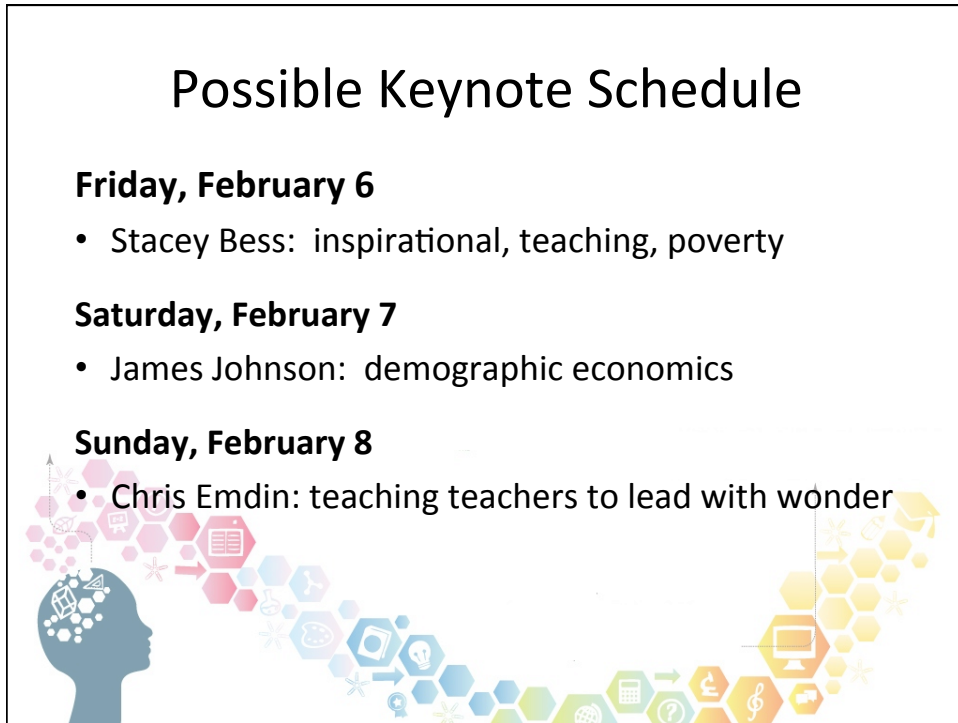 Possible Keynote Schedule
Friday, February 6
• Stacey Bess:  inspirational, teaching, poverty
Saturday, February 7
• James Johnson:  demographic economics
Sunday, February 8
• Chris Emdin: teaching teachers to lead with wonder